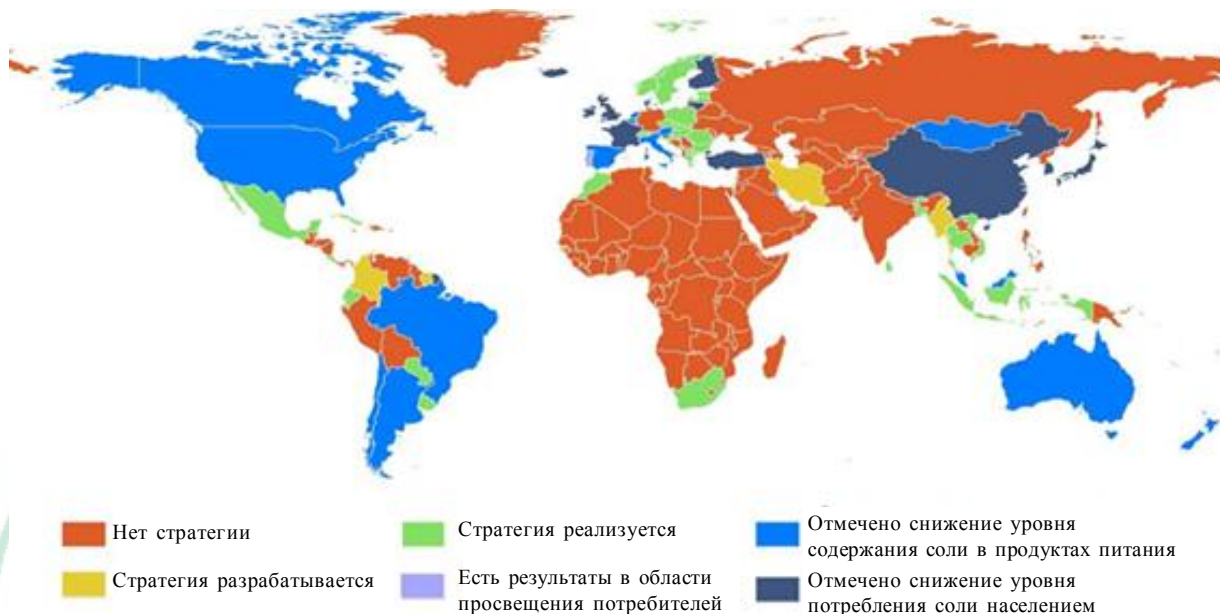 Нет стратегии
Стратегия разрабатывается
Стратегия реализуется
Есть результаты в области
просвещения потребителей
Отмечено снижение уровня
содержания соли в продуктах питания
Отмечено снижение уровня
потребления соли населением